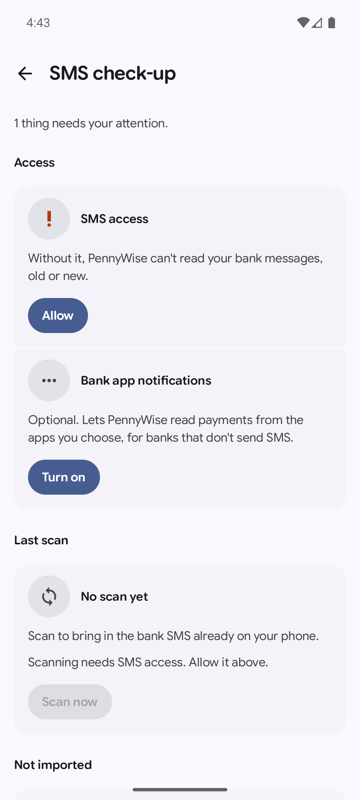 4:43
SMS check-up
1 thing needs your attention.
Access
SMS access
Without it, PennyWise can't read your bank messages,
old or new.
Allow
Bank app notifications
Optional. Lets PennyWise read payments from the
apps you choose, for banks that don't send SMS.
Turn on
Last scan
No scan yet
Scan to bring in the bank SMS already on your phone.
Scanning needs SMS access. Allow it above.
Scan now
Not imported